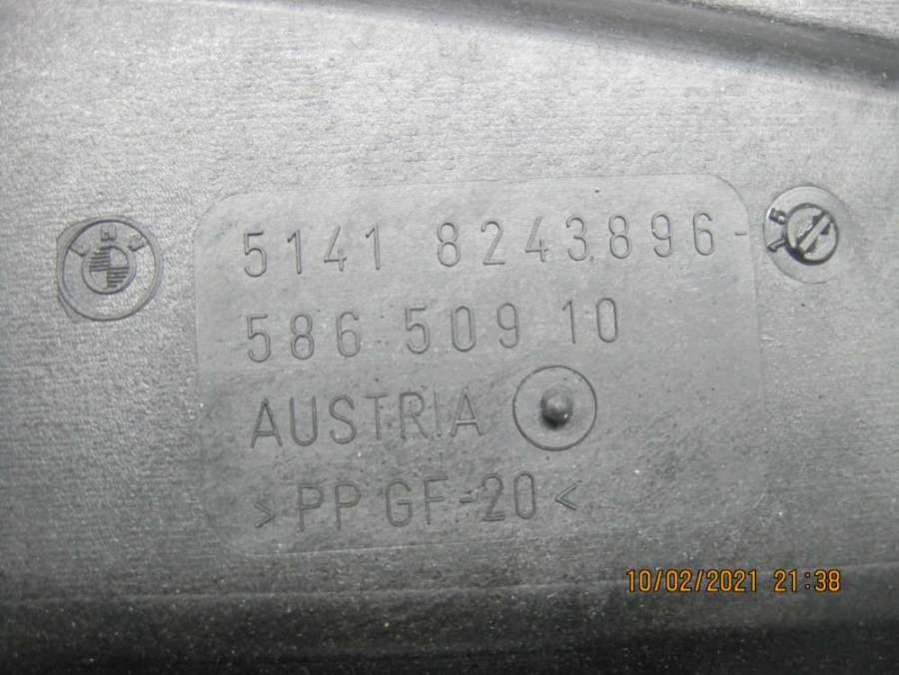 5141 8243896-
586 509 10
AUSTRIA
>PP GF-20<
10/02/2021 21:38